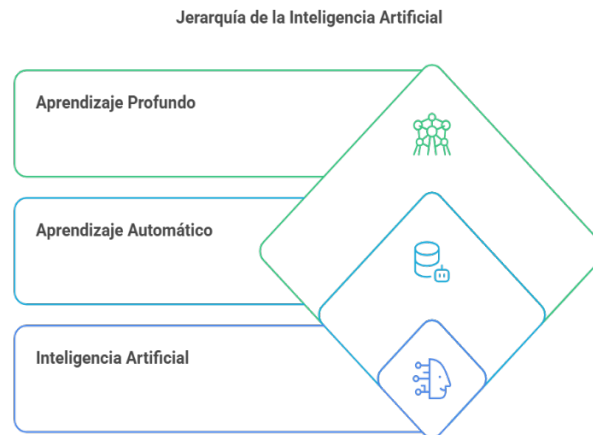 Jerarquía de la Inteligencia Artificial
Aprendizaje Profundo
Aprendizaje Automático
Inteligencia Artificial